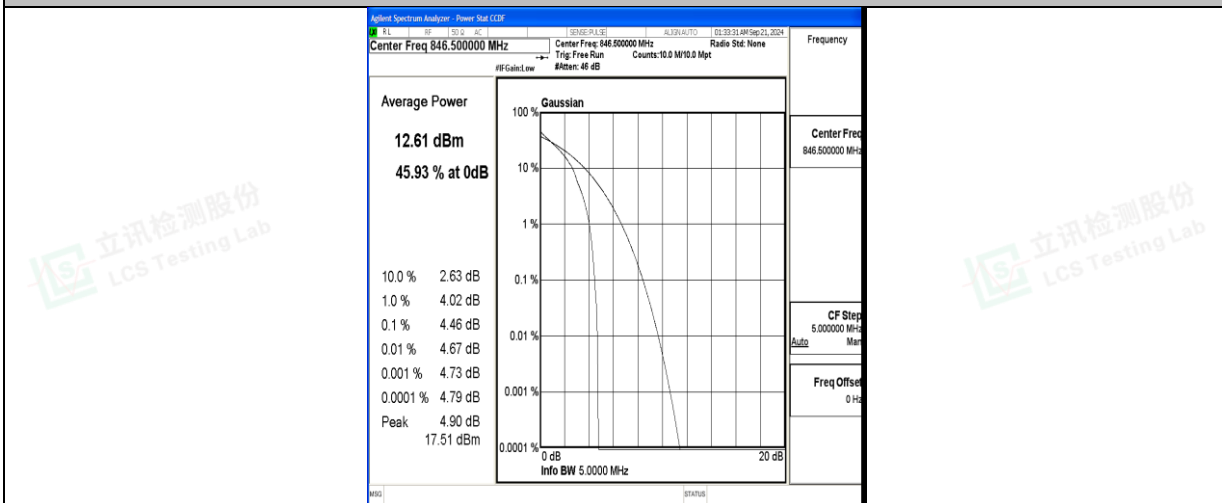 Agilent Spectrum Analyzer - Power Stat CCDF
RL RF 50 Ω AC SENSE:PULSE ALIGN AUTO 01:33:31 AM Sep 21, 2024
Center Freq 846.500000 MHz
Center Freq: 846.500000 MHz Radio Std: None
Trig: Free Run Counts:10.0 M/10.0 Mpt
#IFGain:Low #Atten: 46 dB
Frequency
Average Power
12.61 dBm
45.93 % at 0dB
10.0 % 2.63 dB
1.0 % 4.02 dB
0.1 % 4.46 dB
0.01 % 4.67 dB
0.001 % 4.73 dB
0.0001 % 4.79 dB
Peak 4.90 dB
17.51 dBm
Gaussian
100 %
10 %
1 %
0.1 %
0.01 %
0.001 %
0.0001 %
0 dB 20 dB
Info BW 5.0000 MHz
Center Freq
846.500000 MHz
CF Step
5.000000 MHz
Auto Man
Freq Offset
0 Hz
MSG STATUS
立讯检测股份
LCS Testing Lab
立讯检测股份
LCS Testing Lab